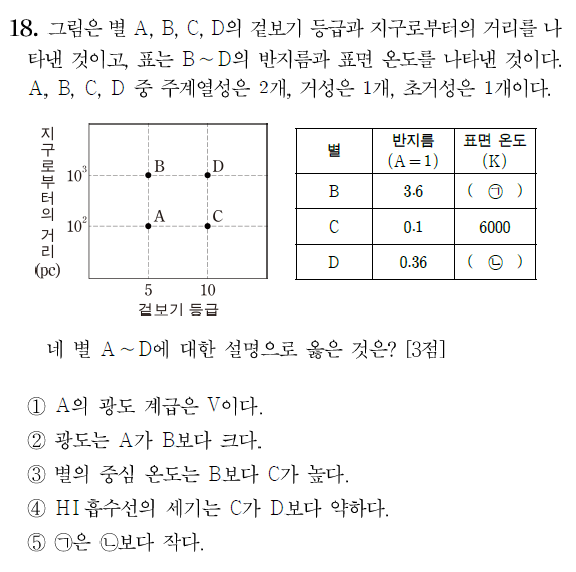 18. 그림은 별 A, B, C, D의 겉보기 등급과 지구로부터의 거리를 나
타낸 것이고, 표는 B~D의 반지름과 표면 온도를 나타낸 것이다.
A, B, C, D 중 주계열성은 2개, 거성은 1개, 초거성은 1개이다.
지구로부터의 거리(pc)
10³
10²
B
D
A
C
5 10
겉보기 등급
별 반지름(A=1) 표면 온도(K)
B 3.6 ( ㉠ )
C 0.1 6000
D 0.36 ( ㉡ )
네 별 A~D에 대한 설명으로 옳은 것은? [3점]
① A의 광도 계급은 V이다.
② 광도는 A가 B보다 크다.
③ 별의 중심 온도는 B보다 C가 높다.
④ HI흡수선의 세기는 C가 D보다 약하다.
⑤ ㉠은 ㉡보다 작다.